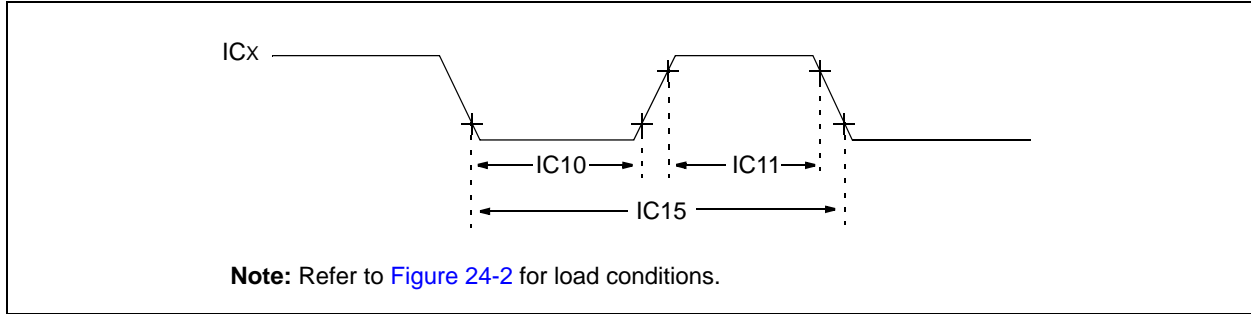 ICx
IC10
IC11
IC15
Note: Refer to Figure 24-2 for load conditions.